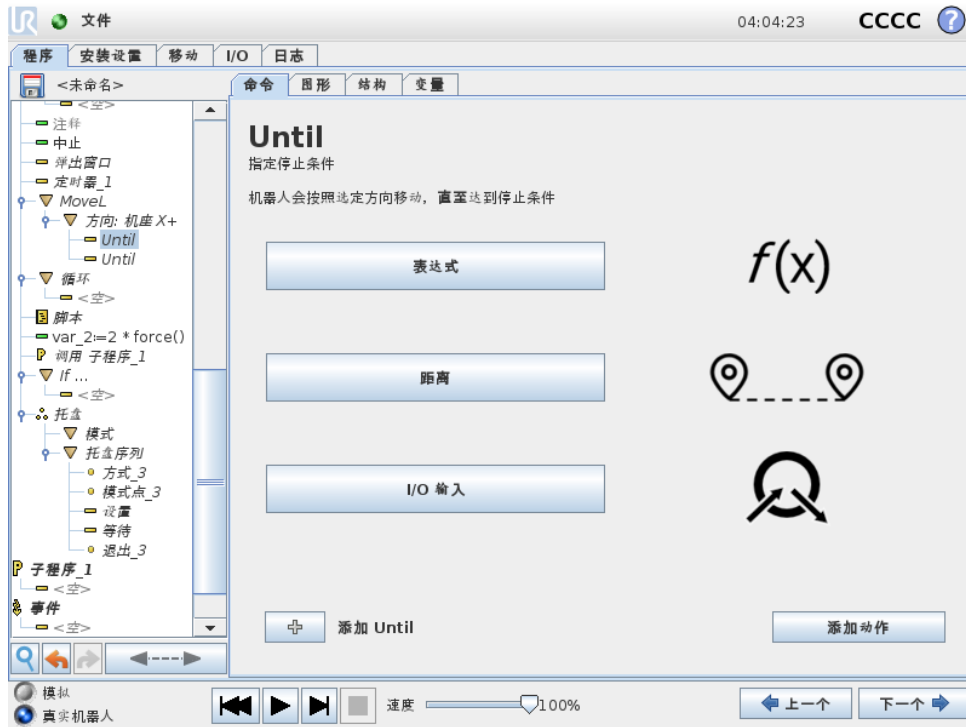 UR 文件 04:04:23 CCCC ?
程序 安装设置 移动 I/O 日志
<未命名> 命令 图形 结构 变量
<空>
注释
中止
弹出窗口
定时器_1
MoveL
方向: 机座 X+
Until
Until
循环
<空>
脚本
var_2:=2 * force()
调用 子程序_1
If ...
<空>
托盘
模式
托盘序列
方式_3
模式点_3
设置
等待
退出_3
子程序_1
<空>
事件
<空>
Until
指定停止条件
机器人会按照选定方向移动，直至达到停止条件
表达式 f(x)
距离
I/O 输入
添加 Until 添加动作
模拟
真实机器人
速度 100% 上一个 下一个